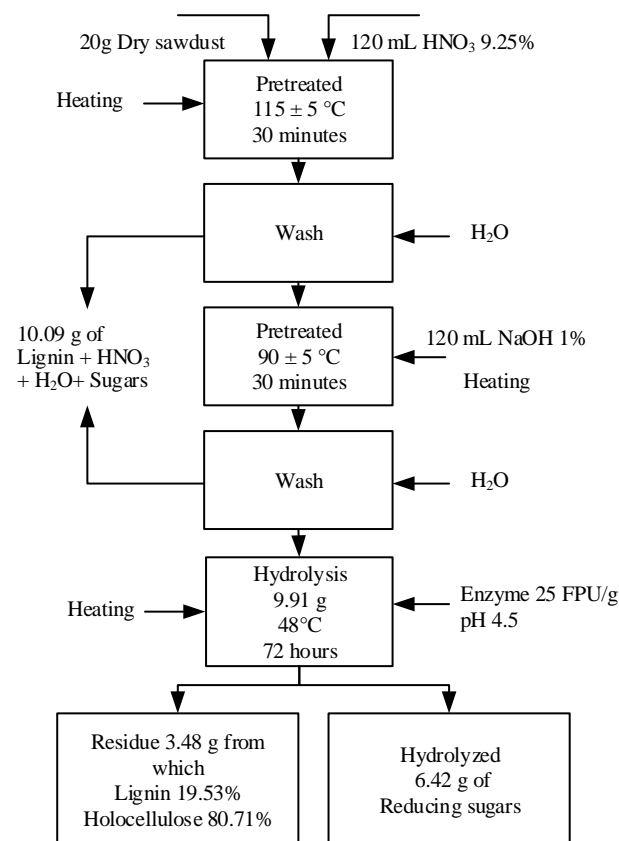 20g Dry sawdust
120 mL HNO₃ 9.25%
Heating
Pretreated
115 ± 5 °C
30 minutes
Wash
H₂O
10.09 g of
Lignin + HNO₃
+ H₂O+ Sugars
Pretreated
90 ± 5 °C
30 minutes
120 mL NaOH 1%
Heating
Wash
H₂O
Heating
Hydrolysis
9.91 g
48°C
72 hours
Enzyme 25 FPU/g
pH 4.5
Residue 3.48 g from
which
Lignin 19.53%
Holocellulose 80.71%
Hydrolyzed
6.42 g of
Reducing sugars